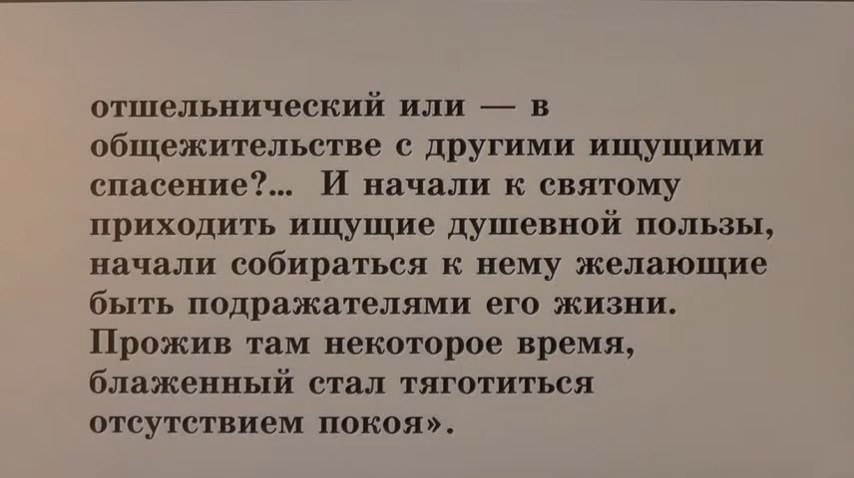 отшельнический или — в
общежительстве с другими ищущими
спасение?... И начали к святому
приходить ищущие душевной пользы,
начали собираться к нему желающие
быть подражателями его жизни.
Прожив там некоторое время,
блаженный стал тяготиться
отсутствием покоя».